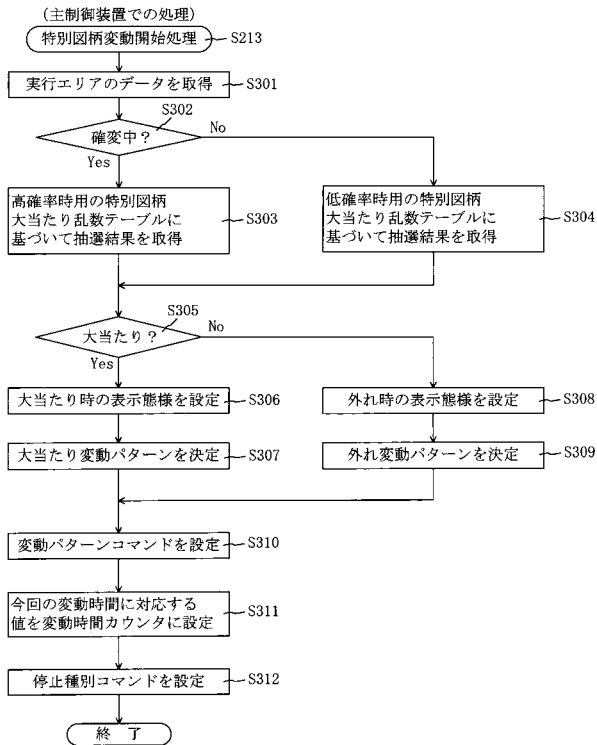 (主制御装置での処理)
特別図柄変動開始処理
S213
実行エリアのデータを取得
S301
S302
確変中?
No
Yes
高確率時用の特別図柄
大当たり乱数テーブルに
基づいて抽選結果を取得
S303
低確率時用の特別図柄
大当たり乱数テーブルに
基づいて抽選結果を取得
S304
S305
大当たり?
No
Yes
大当たり時の表示態様を設定
S306
外れ時の表示態様を設定
S308
大当たり変動パターンを決定
S307
外れ変動パターンを決定
S309
変動パターンコマンドを設定
S310
今回の変動時間に対応する
値を変動時間カウンタに設定
S311
停止種別コマンドを設定
S312
終 了